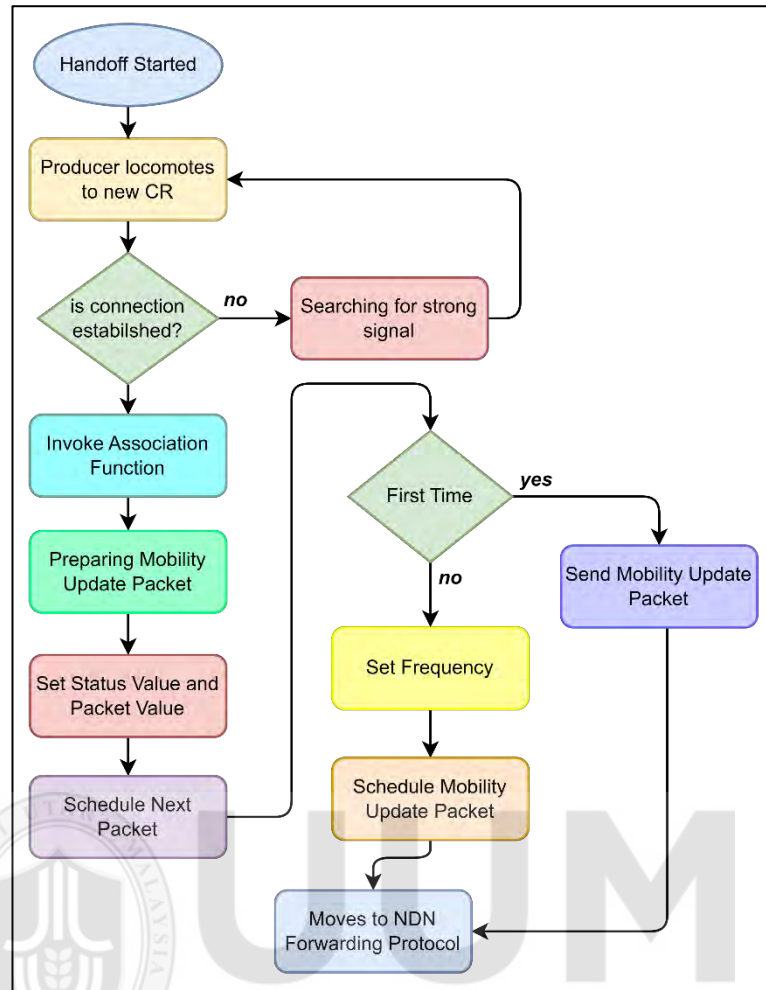 Handoff Started
Producer locomotes
to new CR
is connection
estabilshed?
no
Searching for strong
signal
Invoke Association
Function
First Time
yes
Preparing Mobility
Update Packet
Send Mobility Update
Packet
no
Set Status Value and
Packet Value
Set Frequency
Schedule Next
Packet
Schedule Mobility
Update Packet
Moves to NDN
Forwarding Protocol
UUM
MALAYSIA